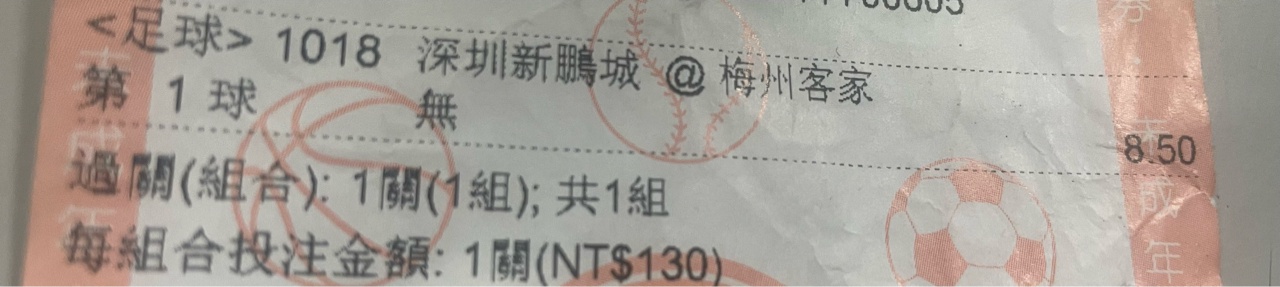 <足球> 1018 深圳新鵬城 @ 梅州客家
第 1 球 無 8.50
過關(組合): 1關(1組); 共1組
每組合投注金額: 1關(NT$130)